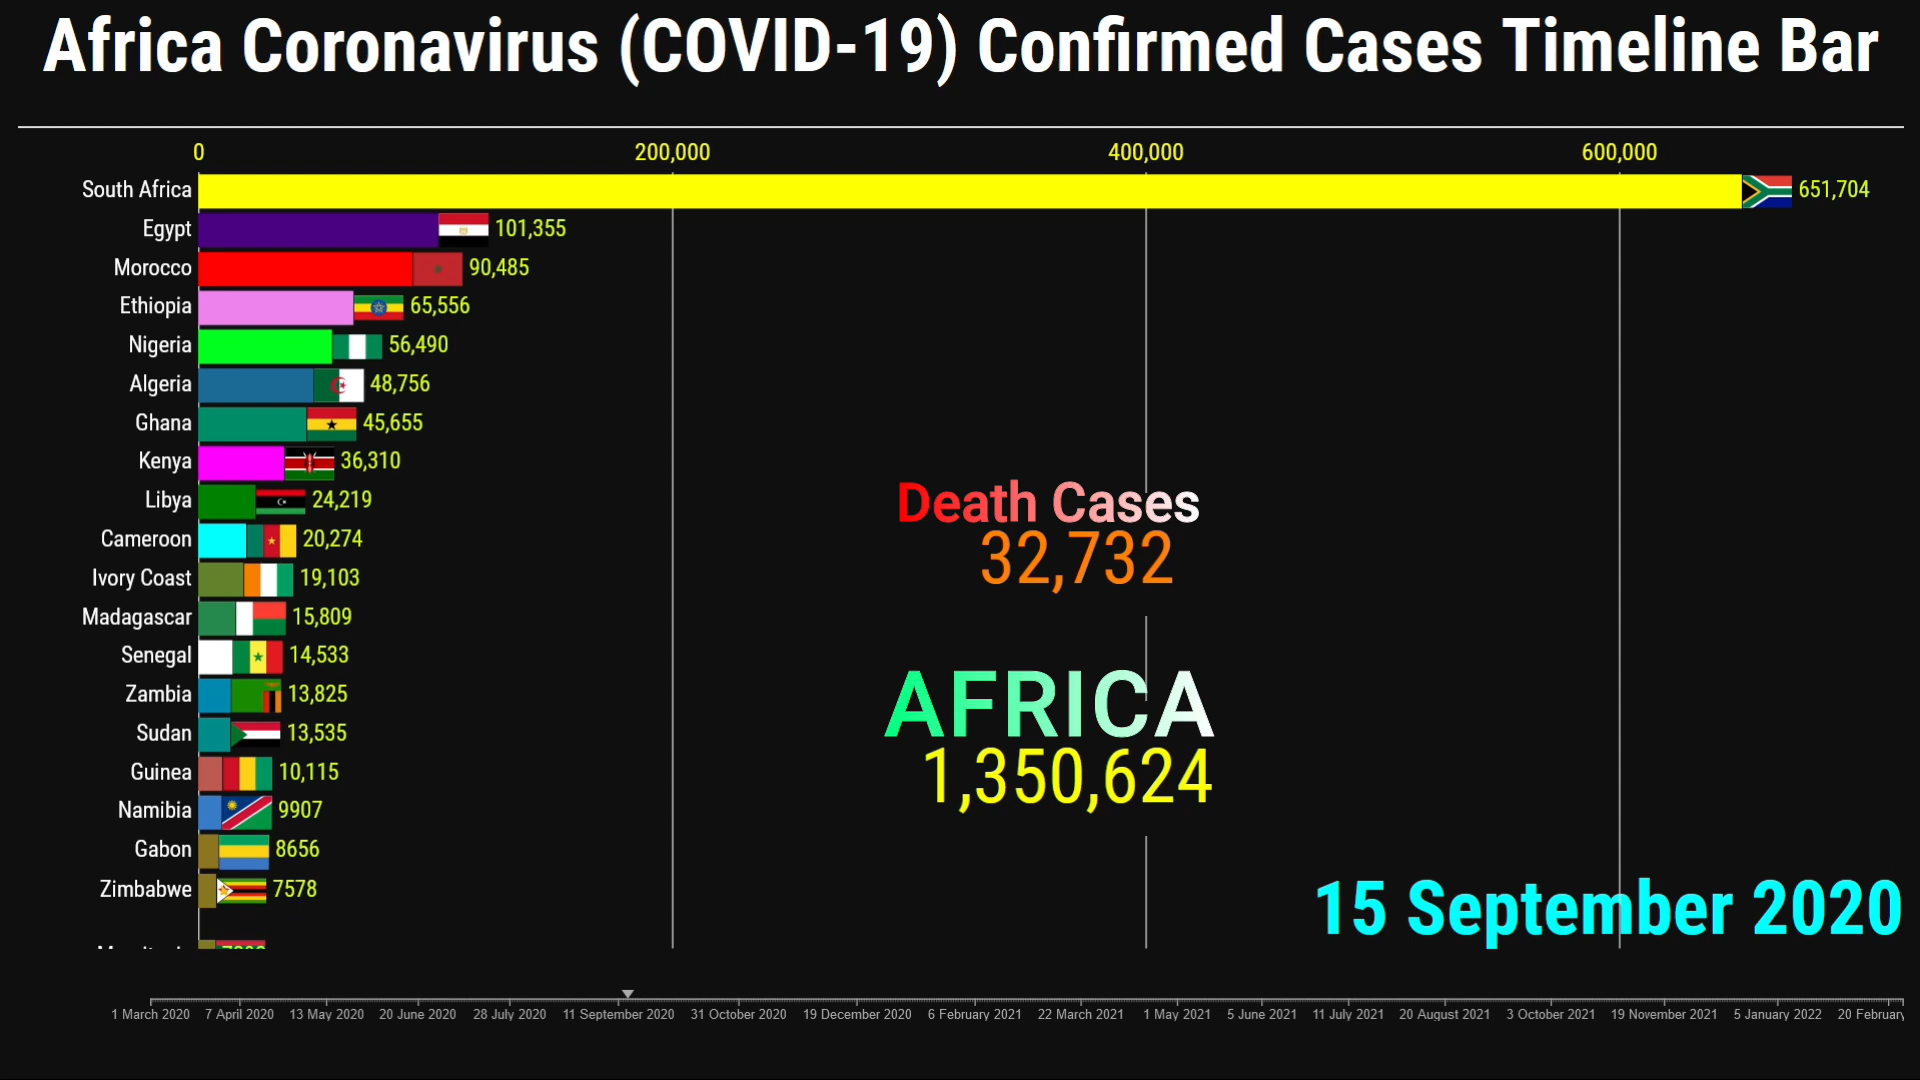 Africa Coronavirus (COVID-19) Confirmed Cases Timeline Bar
0 200,000 400,000 600,000
South Africa 651,704
Egypt 101,355
Morocco 90,485
Ethiopia 65,556
Nigeria 56,490
Algeria 48,756
Ghana 45,655
Kenya 36,310
Libya 24,219
Cameroon 20,274
Ivory Coast 19,103
Madagascar 15,809
Senegal 14,533
Zambia 13,825
Sudan 13,535
Guinea 10,115
Namibia 9907
Gabon 8656
Zimbabwe 7578
Death Cases
32,732
AFRICA
1,350,624
15 September 2020
1 March 2020 7 April 2020 13 May 2020 20 June 2020 28 July 2020 11 September 2020 31 October 2020 19 December 2020 6 February 2021 22 March 2021 1 May 2021 5 June 2021 11 July 2021 20 August 2021 3 October 2021 19 November 2021 5 January 2022 20 February